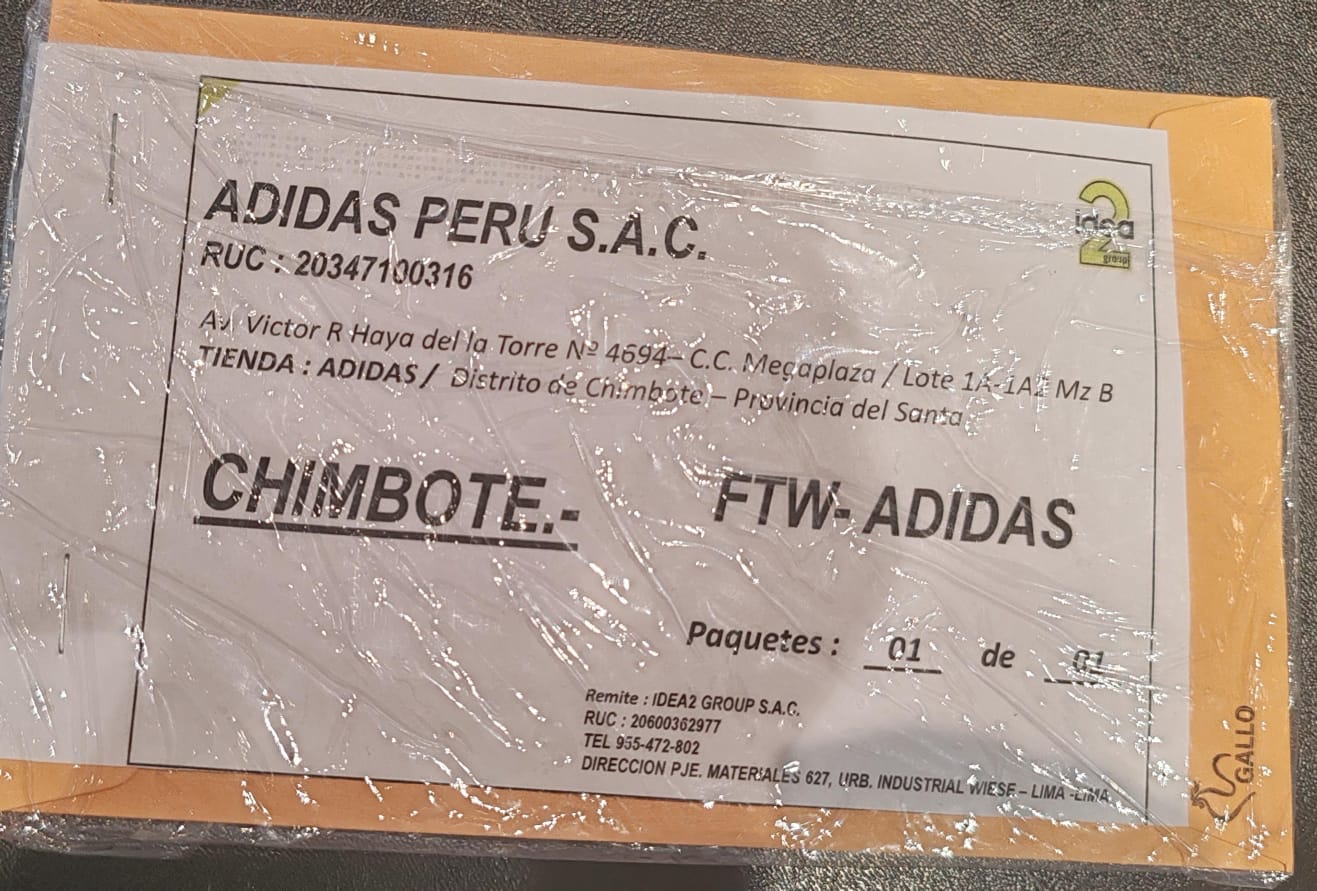 idea
2
group
ADIDAS PERU S.A.C.
RUC : 20347100316
Av. Victor R Haya del la Torre Nº 4694– C.C. Megaplaza / Lote 1A-1A2 Mz B
TIENDA : ADIDAS / Distrito de Chimbote – Provincia del Santa
CHIMBOTE.- FTW- ADIDAS
Paquetes : 01 de 01
Remite : IDEA2 GROUP S.A.C.
RUC : 20600362977
TEL 955-472-802
DIRECCION PJE. MATERIALES 627, URB. INDUSTRIAL WIESE – LIMA -LIMA
GALLO